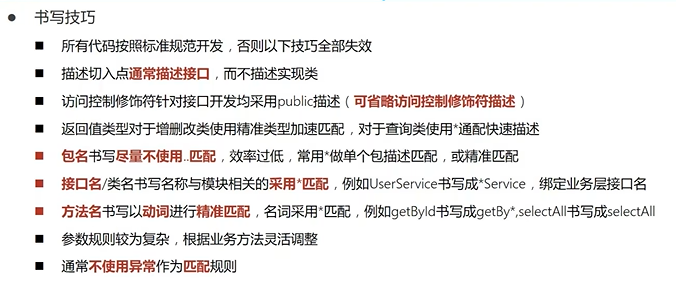 书写技巧
所有代码按照标准规范开发，否则以下技巧全部失效
描述切入点通常描述接口，而不描述实现类
访问控制修饰符针对接口开发均采用public描述（可省略访问控制修饰符描述）
返回值类型对于增删改类使用精准类型加速匹配，对于查询类使用*通配快速描述
包名书写尽量不使用..匹配，效率过低，常用*做单个包描述匹配，或精准匹配
接口名/类名书写名称与模块相关的采用*匹配，例如UserService书写成*Service，绑定业务层接口名
方法名书写以动词进行精准匹配，名词采用*匹配，例如getById书写成getBy*,selectAll书写成selectAll
参数规则较为复杂，根据业务方法灵活调整
通常不使用异常作为匹配规则